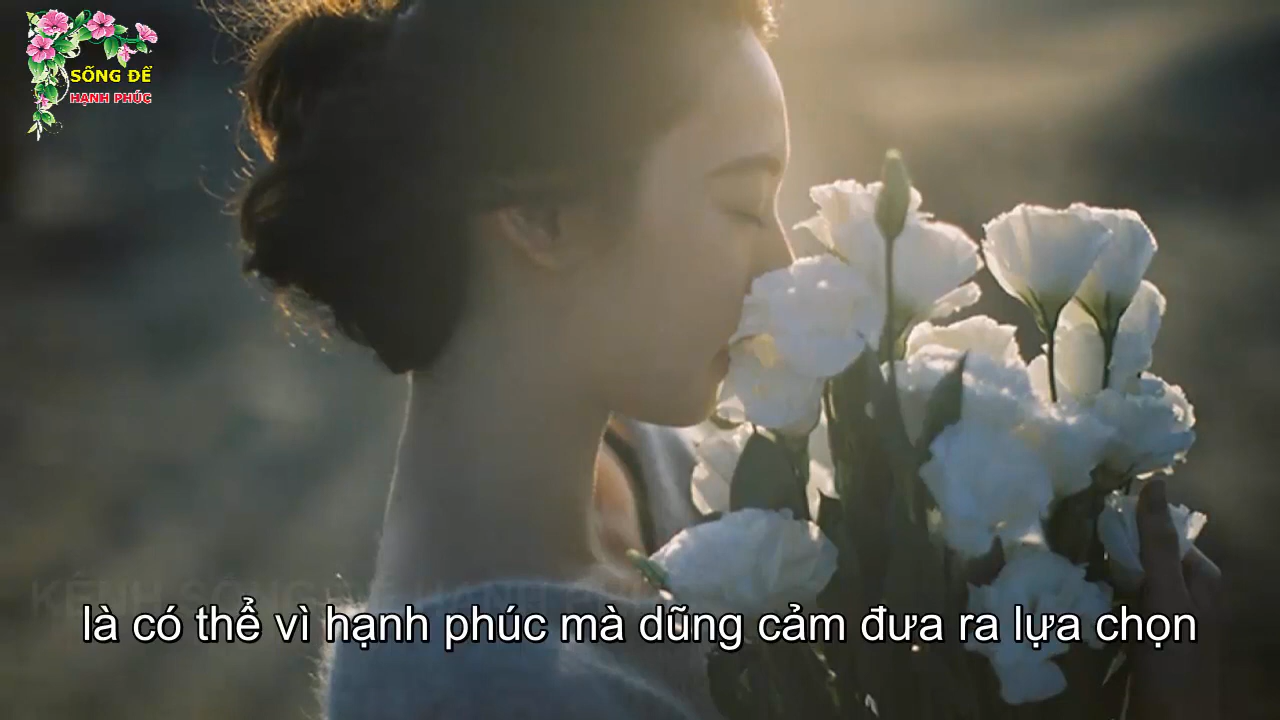 SỐNG ĐỂ
HẠNH PHÚC
là có thể vì hạnh phúc mà dũng cảm đưa ra lựa chọn